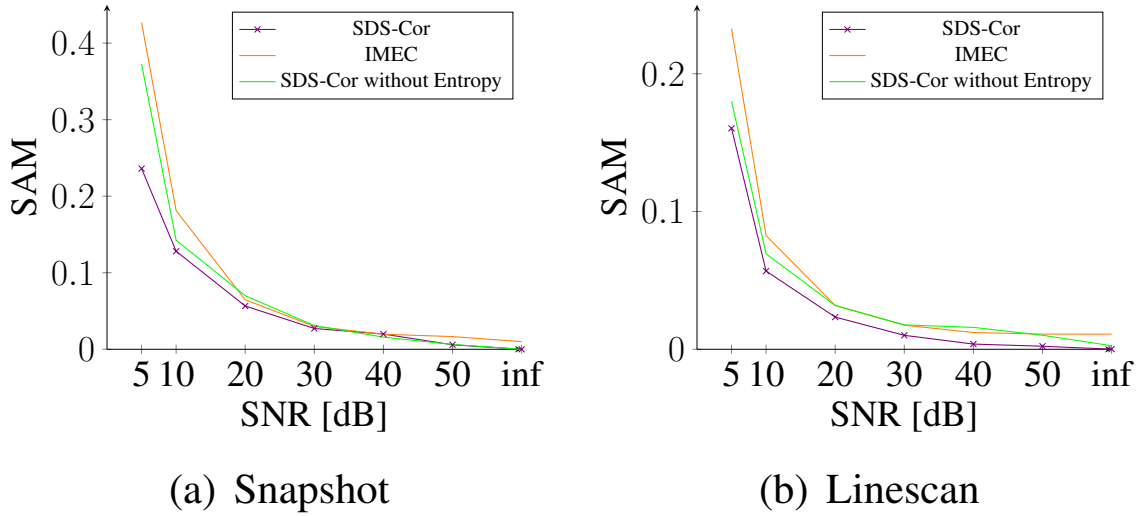 SDS-Cor
IMEC
SDS-Cor without Entropy
0.4
0.3
0.2
0.1
0
SAM
5 10 20 30 40 50 inf
SNR [dB]
(a) Snapshot
SDS-Cor
IMEC
SDS-Cor without Entropy
0.2
0.1
0
SAM
5 10 20 30 40 50 inf
SNR [dB]
(b) Linescan